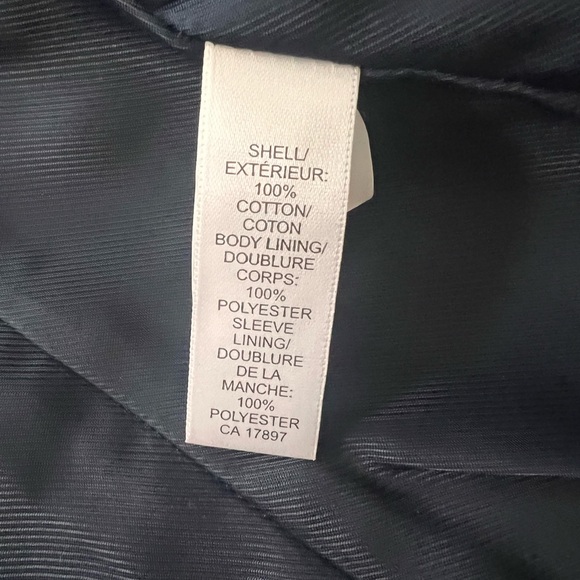 SHELL/
EXTÉRIEUR:
100%
COTTON/
COTON
BODY LINING/
DOUBLURE
CORPS:
100%
POLYESTER
SLEEVE
LINING/
DOUBLURE
DE LA
MANCHE:
100%
POLYESTER
CA 17897